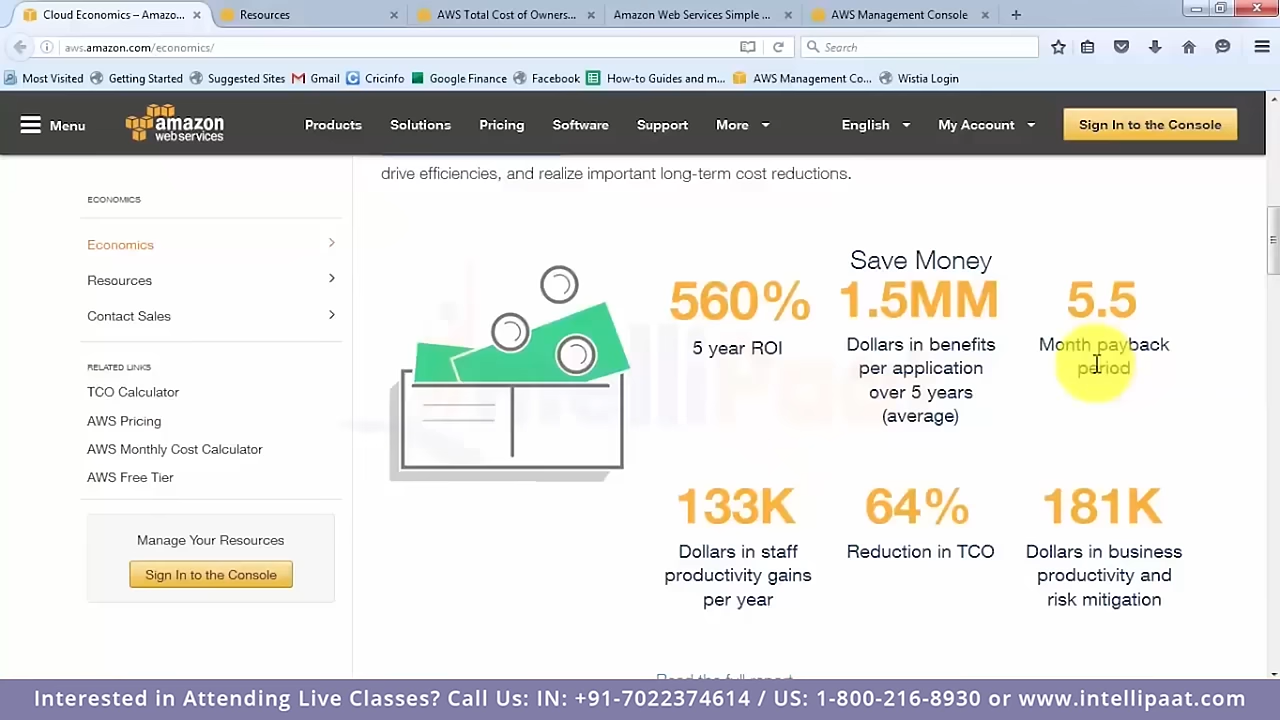 Cloud Economics – Amazo...
Resources
AWS Total Cost of Owners...
Amazon Web Services Simple ...
AWS Management Console
aws.amazon.com/economics/
Search
Most Visited
Getting Started
Suggested Sites
Gmail
Cricinfo
Google Finance
Facebook
How-to Guides and m...
AWS Management Co...
Wistia Login
Menu
amazon
web services
Products
Solutions
Pricing
Software
Support
More
English
My Account
Sign In to the Console
drive efficiencies, and realize important long-term cost reductions.
ECONOMICS
Economics
Resources
Contact Sales
RELATED LINKS
TCO Calculator
AWS Pricing
AWS Monthly Cost Calculator
AWS Free Tier
Manage Your Resources
Sign In to the Console
Save Money
560%
5 year ROI
1.5MM
Dollars in benefits
per application
over 5 years
(average)
5.5
Month payback
period
133K
Dollars in staff
productivity gains
per year
64%
Reduction in TCO
181K
Dollars in business
productivity and
risk mitigation
Read the full report
IntelliPaat
Interested in Attending Live Classes? Call Us: IN: +91-7022374614 / US: 1-800-216-8930 or www.intellipaat.com